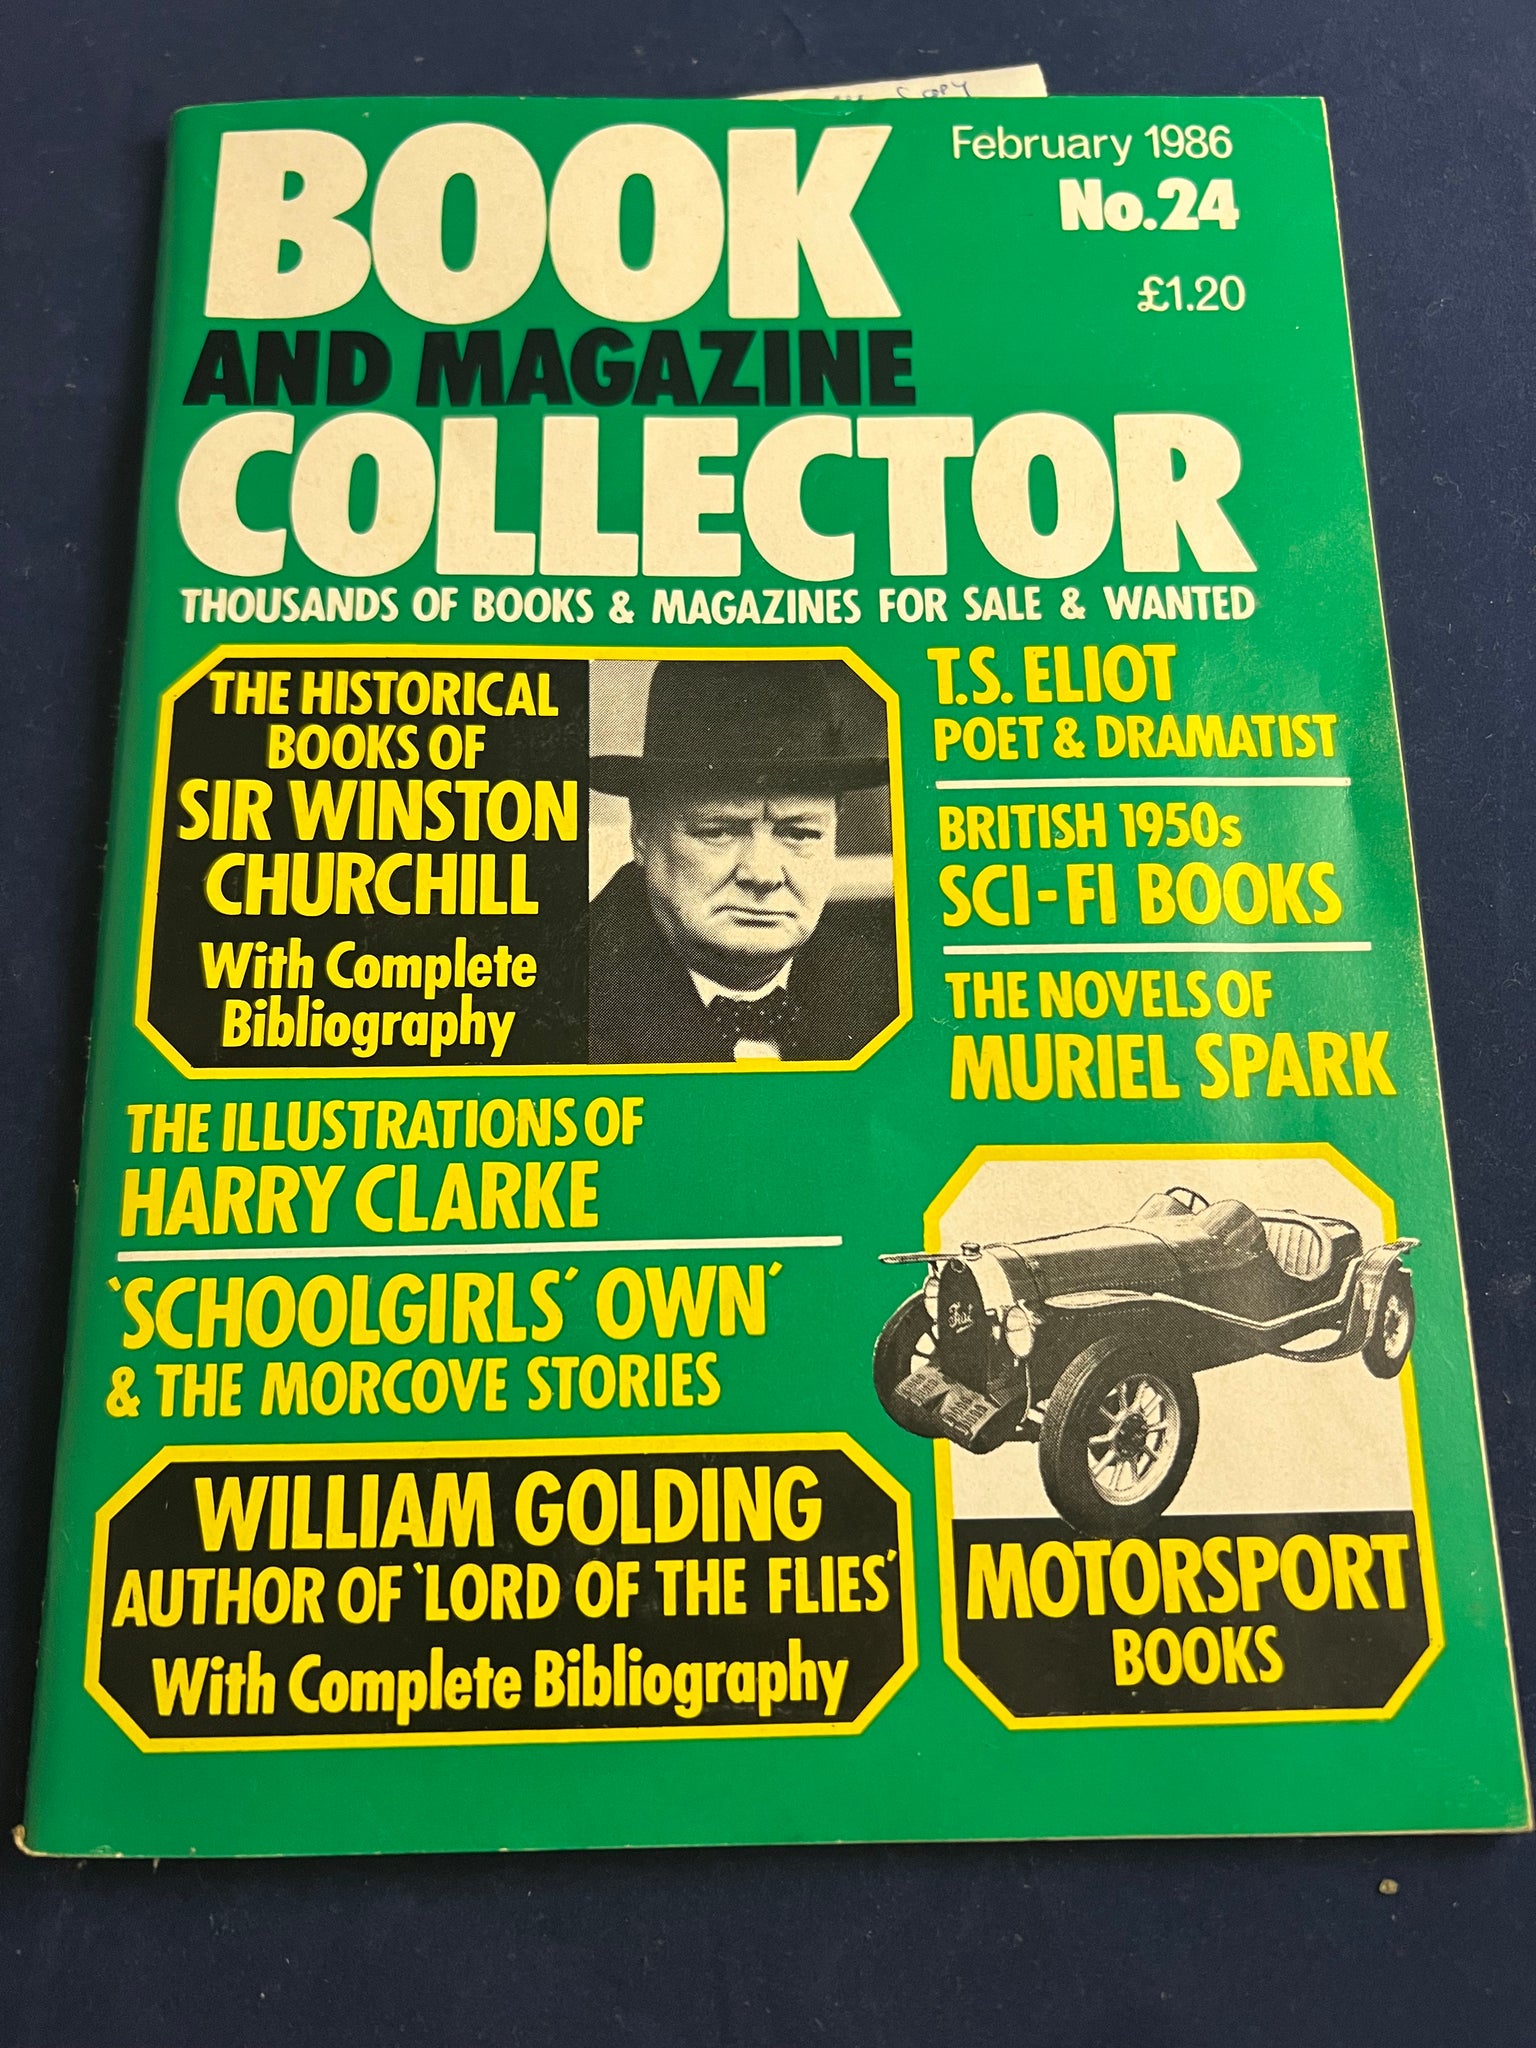 Copy
BOOK
AND MAGAZINE
COLLECTOR
February 1986
No.24
£1.20
THOUSANDS OF BOOKS & MAGAZINES FOR SALE & WANTED
THE HISTORICAL
BOOKS OF
SIR WINSTON
CHURCHILL
With Complete
Bibliography
T.S. ELIOT
POET & DRAMATIST
BRITISH 1950s
SCI-FI BOOKS
THE NOVELS OF
MURIEL SPARK
THE ILLUSTRATIONS OF
HARRY CLARKE
'SCHOOLGIRLS' OWN'
& THE MORCOVE STORIES
WILLIAM GOLDING
AUTHOR OF 'LORD OF THE FLIES'
With Complete Bibliography
Fiat
MOTORSPORT
BOOKS